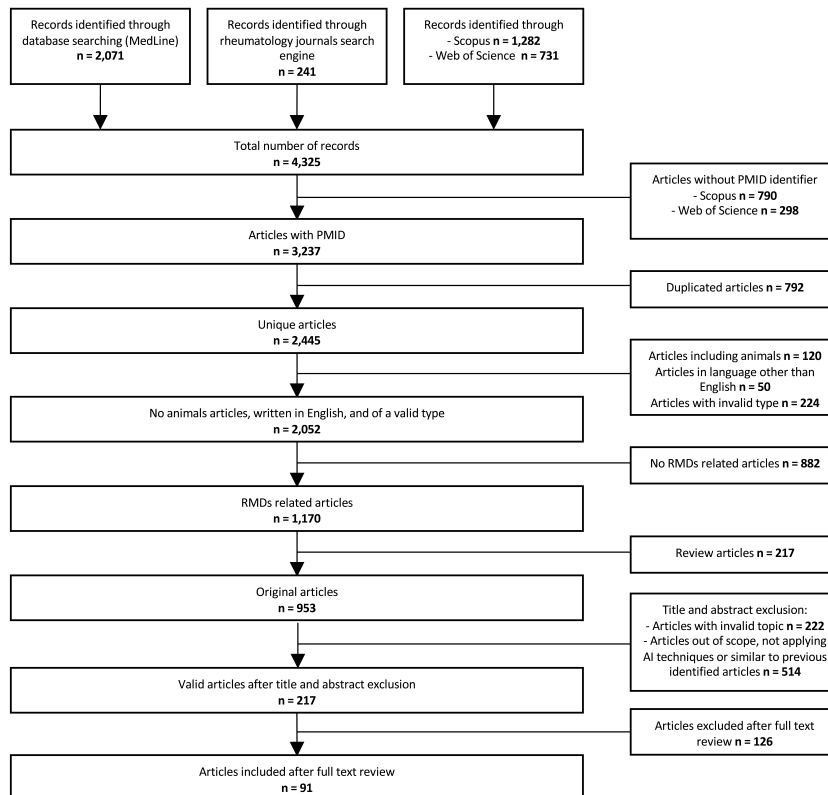 Records identified through
database searching (MedLine)
n = 2,071
Records identified through
rheumatology journals search
engine
n = 241
Records identified through
- Scopus n = 1,282
- Web of Science  n = 731
Total number of records
n = 4,325
Articles without PMID identifier
- Scopus n = 790
- Web of Science n = 298
Articles with PMID
n = 3,237
Duplicated articles n = 792
Unique articles
n = 2,445
Articles including animals n = 120
Articles in language other than
English n = 50
Articles with invalid type n = 224
No animals articles, written in English, and of a valid type
n = 2,052
No RMDs related articles n = 882
RMDs related articles
n = 1,170
Review articles n = 217
Original articles
n = 953
Title and abstract exclusion:
- Articles with invalid topic n = 222
- Articles out of scope, not applying
AI techniques or similar to previous
identified articles n = 514
Valid articles after title and abstract exclusion
n = 217
Articles excluded after full text
review n = 126
Articles included after full text review
n = 91